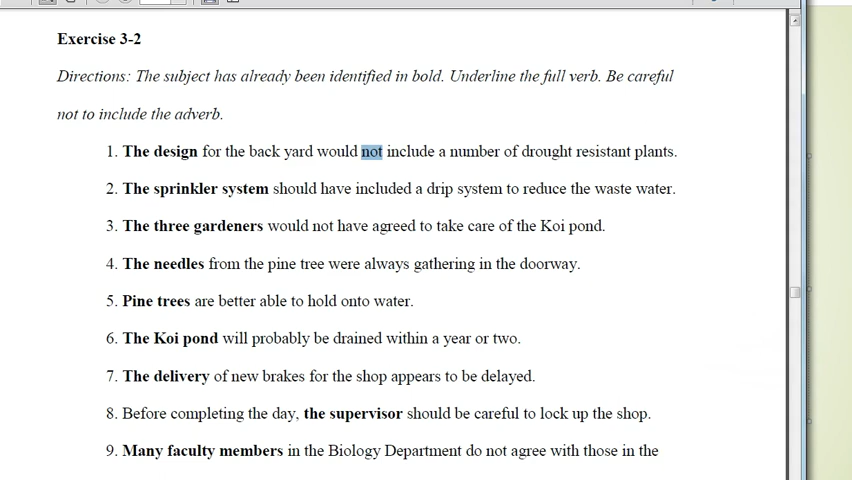 Exercise 3-2
Directions: The subject has already been identified in bold. Underline the full verb. Be careful
not to include the adverb.
1. The design for the back yard would not include a number of drought resistant plants.
2. The sprinkler system should have included a drip system to reduce the waste water.
3. The three gardeners would not have agreed to take care of the Koi pond.
4. The needles from the pine tree were always gathering in the doorway.
5. Pine trees are better able to hold onto water.
6. The Koi pond will probably be drained within a year or two.
7. The delivery of new brakes for the shop appears to be delayed.
8. Before completing the day, the supervisor should be careful to lock up the shop.
9. Many faculty members in the Biology Department do not agree with those in the